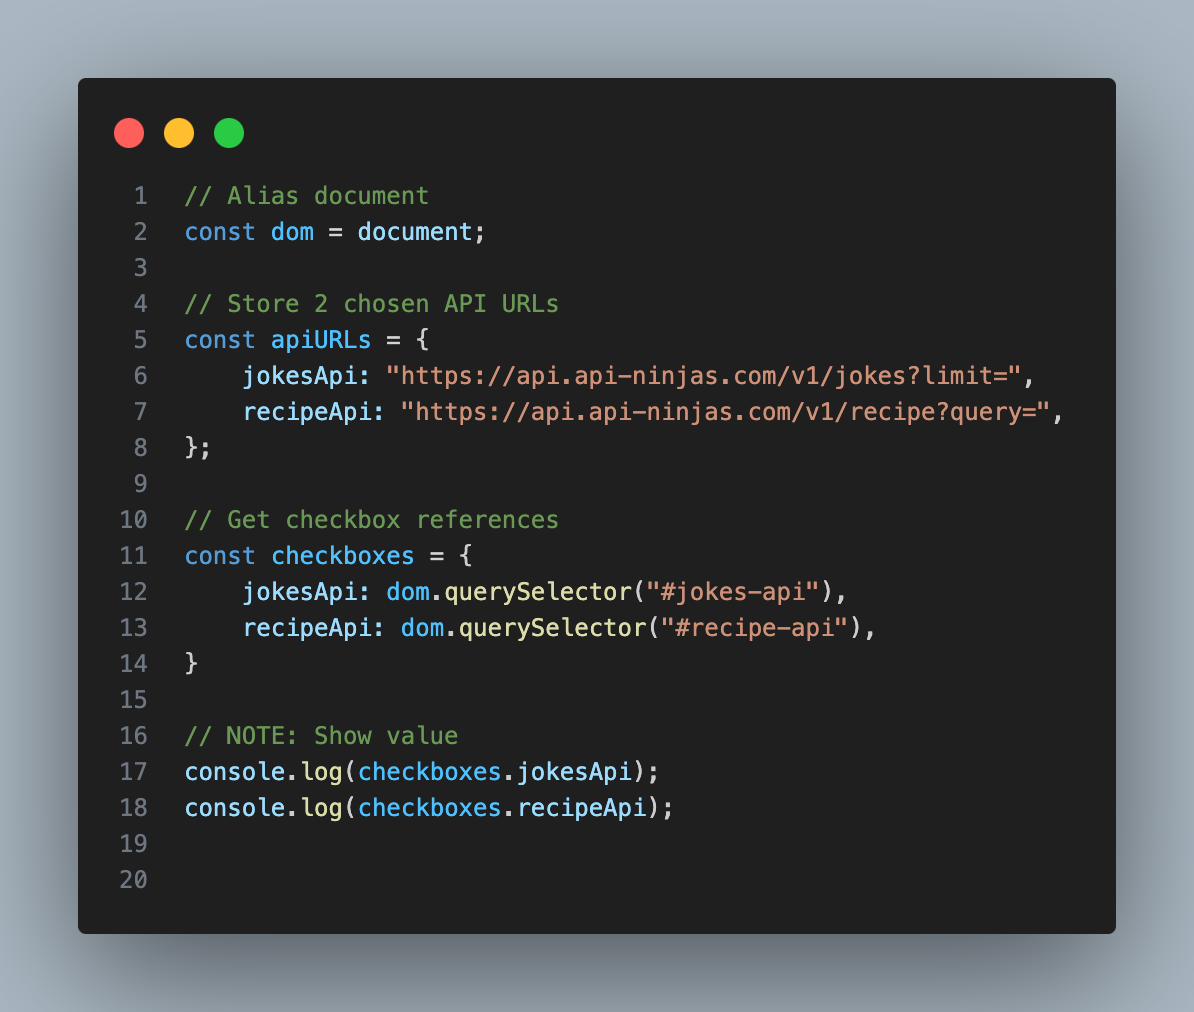 1 // Alias document
2 const dom = document;
3
4 // Store 2 chosen API URLs
5 const apiURLs = {
6     jokesApi: "https://api.api-ninjas.com/v1/jokes?limit=",
7     recipeApi: "https://api.api-ninjas.com/v1/recipe?query=",
8 };
9
10 // Get checkbox references
11 const checkboxes = {
12     jokesApi: dom.querySelector("#jokes-api"),
13     recipeApi: dom.querySelector("#recipe-api"),
14 }
15
16 // NOTE: Show value
17 console.log(checkboxes.jokesApi);
18 console.log(checkboxes.recipeApi);
19
20